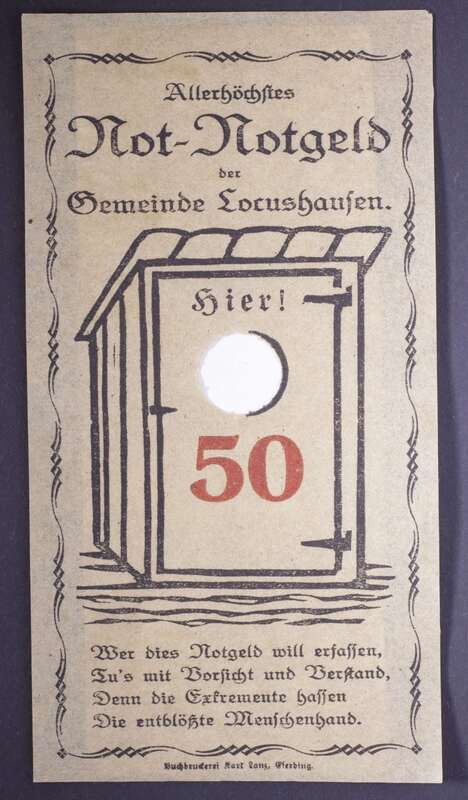 Allerhöchstes
Not-Notgeld
der
Gemeinde Locushausen.
Hier!
50
Wer dies Notgeld will erfassen,
Tu's mit Vorsicht und Verstand,
Denn die Exkremente hassen
Die entblößte Menschenhand.
Buchdruckerei Karl Lanz, Eferding.